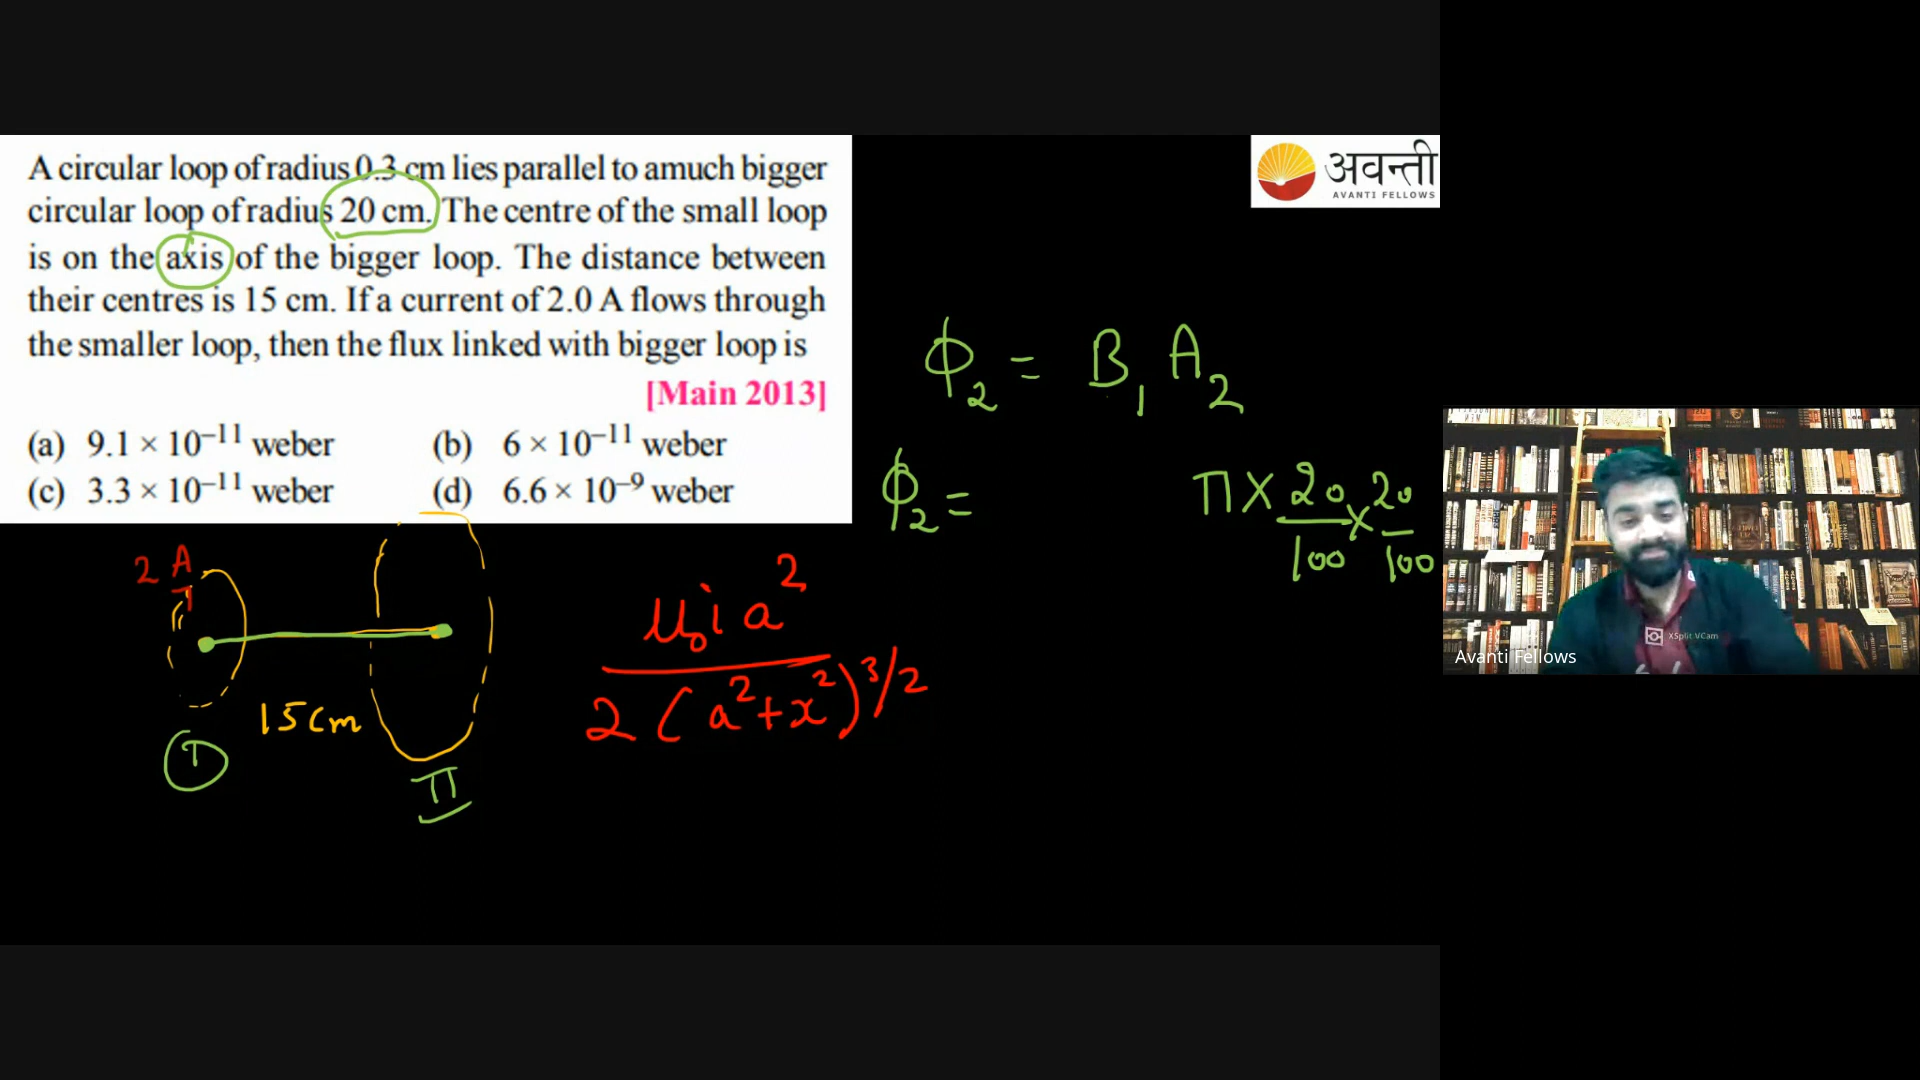 A circular loop of radius 0.3 cm lies parallel to amuch bigger
circular loop of radius 20 cm. The centre of the small loop
is on the axis of the bigger loop. The distance between
their centres is 15 cm. If a current of 2.0 A flows through
the smaller loop, then the flux linked with bigger loop is
[Main 2013]
(a) 9.1 × 10⁻¹¹ weber (b) 6 × 10⁻¹¹ weber
(c) 3.3 × 10⁻¹¹ weber (d) 6.6 × 10⁻⁹ weber
अवन्ती
AVANTI FELLOWS
ϕ₂ = B₁ A₂
ϕ₂ = π × 20/100 × 20/100
2 A
15 cm
I
II
μ₀ i a²
2 (a² + x²)^3/2
XSplit VCam
Avanti Fellows